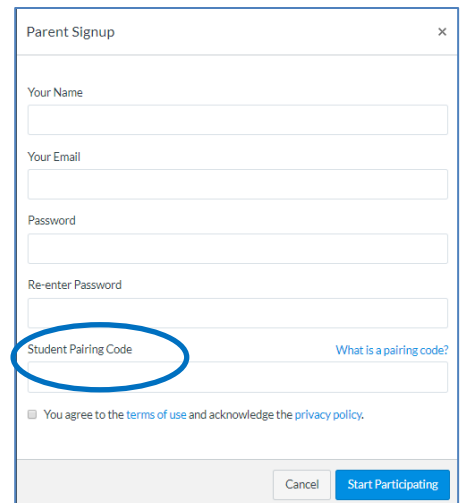 Parent Signup ×
Your Name
Your Email
Password
Re-enter Password
Student Pairing Code What is a pairing code?
You agree to the terms of use and acknowledge the privacy policy.
Cancel Start Participating